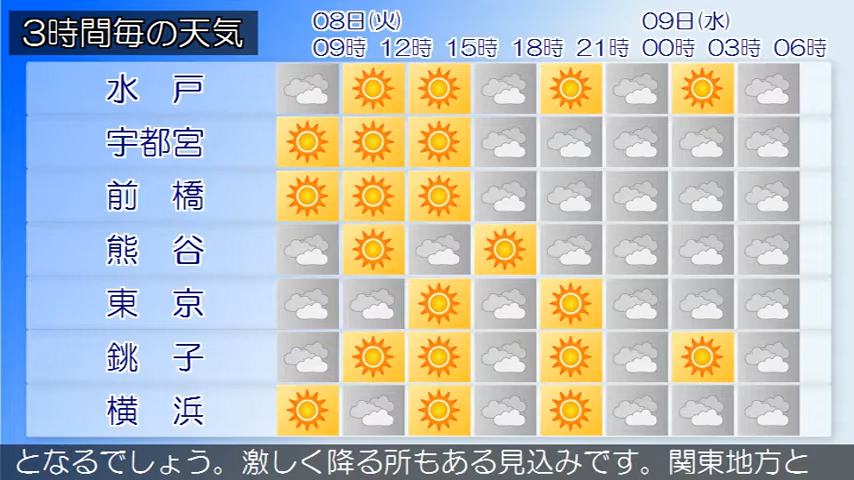 3時間毎の天気
08日(火) 09日(水)
09時 12時 15時 18時 21時 00時 03時 06時
水 戸
宇都宮
前 橋
熊 谷
東 京
銚 子
横 浜
となるでしょう。激しく降る所もある見込みです。関東地方と